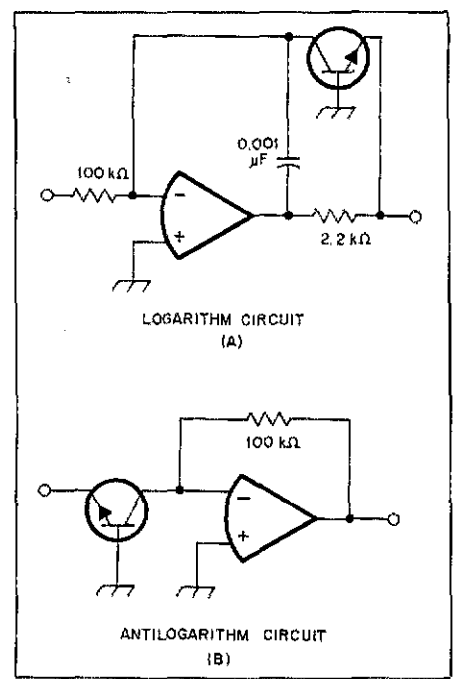 0.001
μF
100 kΩ
−
+
2.2 kΩ
LOGARITHM CIRCUIT
(A)
100 kΩ
−
+
ANTILOGARITHM CIRCUIT
(B)